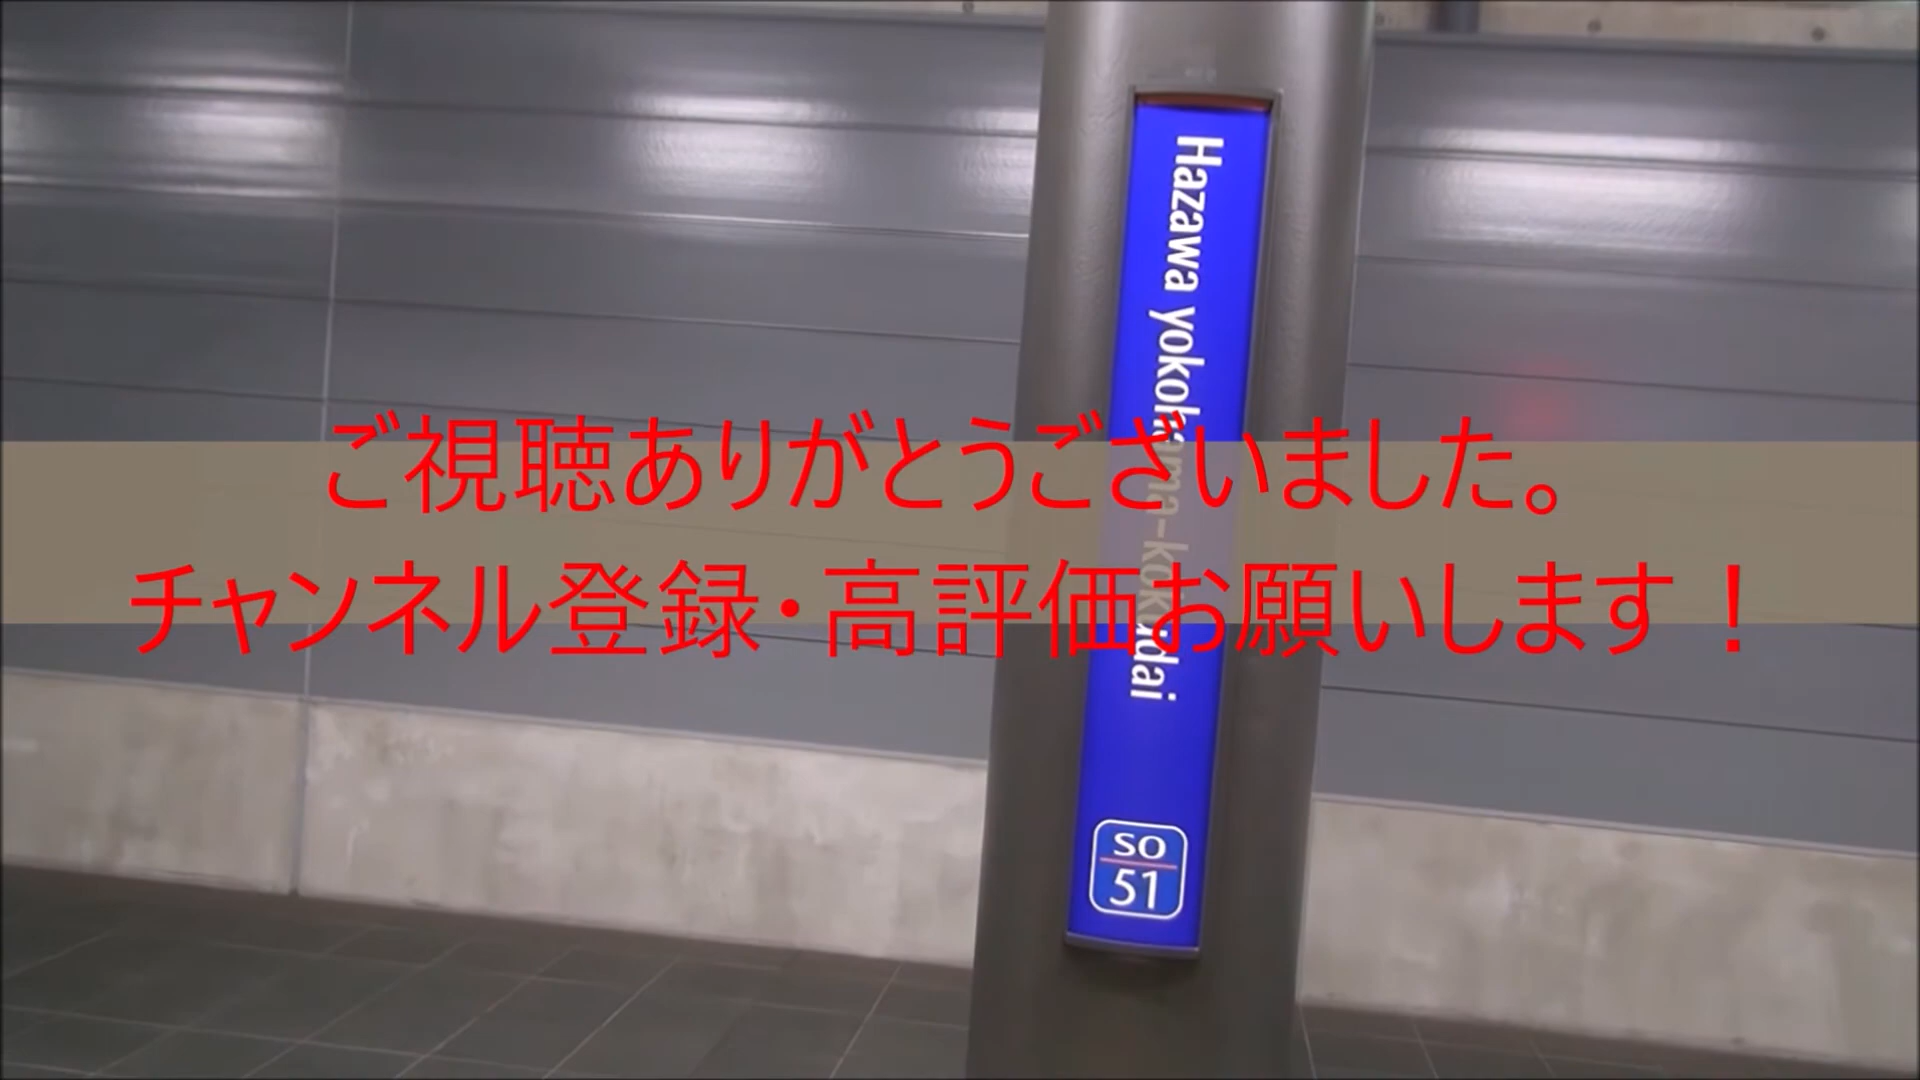 ご視聴ありがとうございました。
チャンネル登録・高評価お願いします！
Hazawa yokohama-kokudai
SO
51